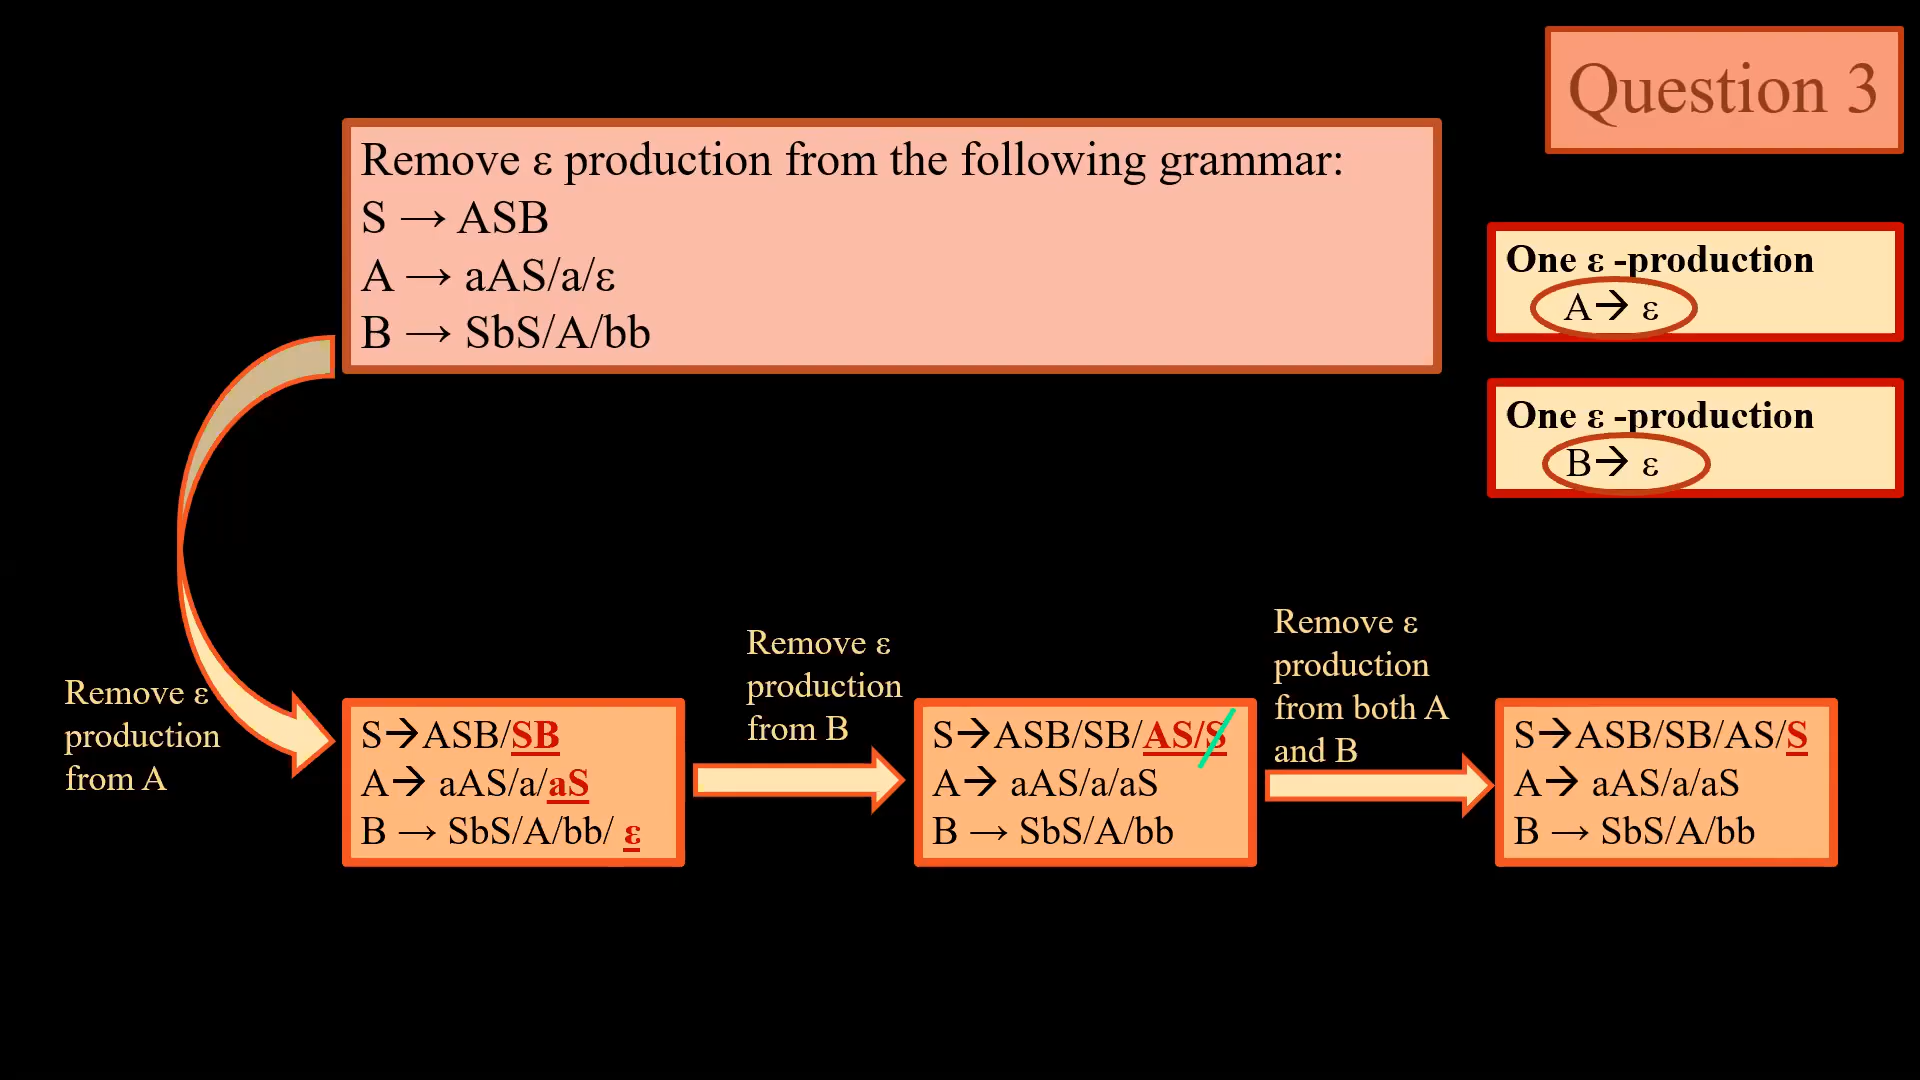 Question 3
Remove ε production from the following grammar:
S → ASB
A → aAS/a/ε
B → SbS/A/bb
One ε -production
A→ ε
One ε -production
B→ ε
Remove ε
production
from A
S→ASB/SB
A→ aAS/a/aS
B → SbS/A/bb/ ε
Remove ε
production
from B
S→ASB/SB/AS/S
A→ aAS/a/aS
B → SbS/A/bb
Remove ε
production
from both A
and B
S→ASB/SB/AS/S
A→ aAS/a/aS
B → SbS/A/bb